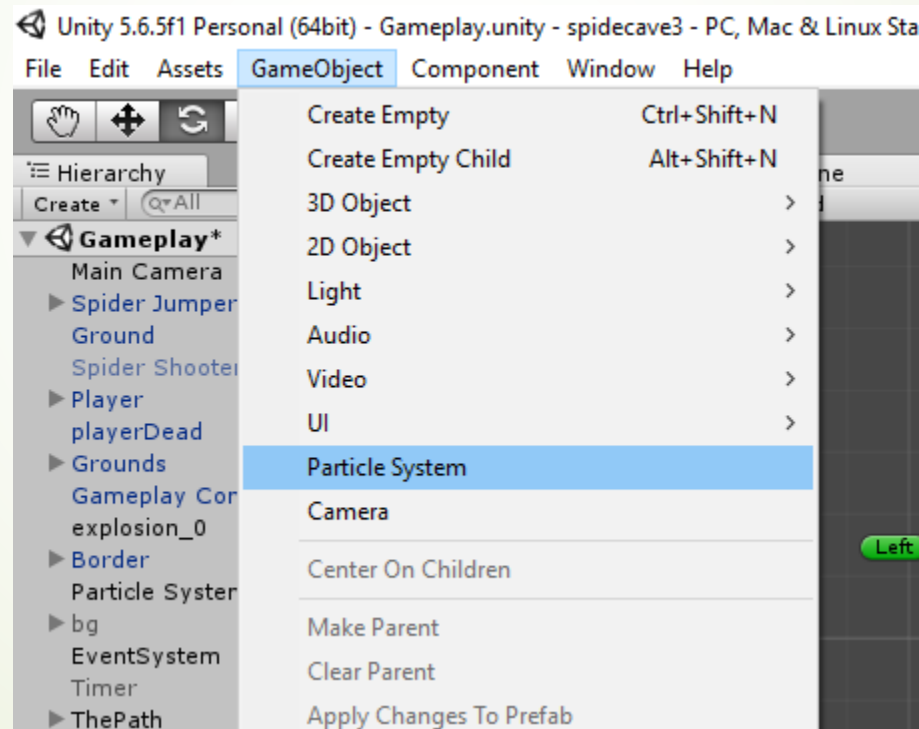 Unity 5.6.5f1 Personal (64bit) - Gameplay.unity - spidecave3 - PC, Mac & Linux Sta
File Edit Assets GameObject Component Window Help
Hierarchy
Create All
Gameplay*
Main Camera
Spider Jumper
Ground
Spider Shooter
Player
playerDead
Grounds
Gameplay Con
explosion_0
Border
Particle System
bg
EventSystem
Timer
ThePath
Create Empty Ctrl+Shift+N
Create Empty Child Alt+Shift+N
3D Object
2D Object
Light
Audio
Video
UI
Particle System
Camera
Center On Children
Make Parent
Clear Parent
Apply Changes To Prefab
ne
Left